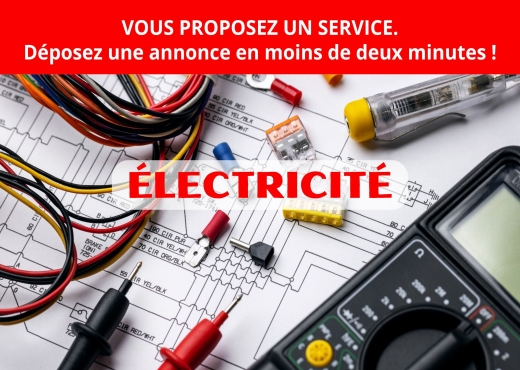 VOUS PROPOSEZ UN SERVICE.
Déposez une annonce en moins de deux minutes !
ÉLECTRICITÉ